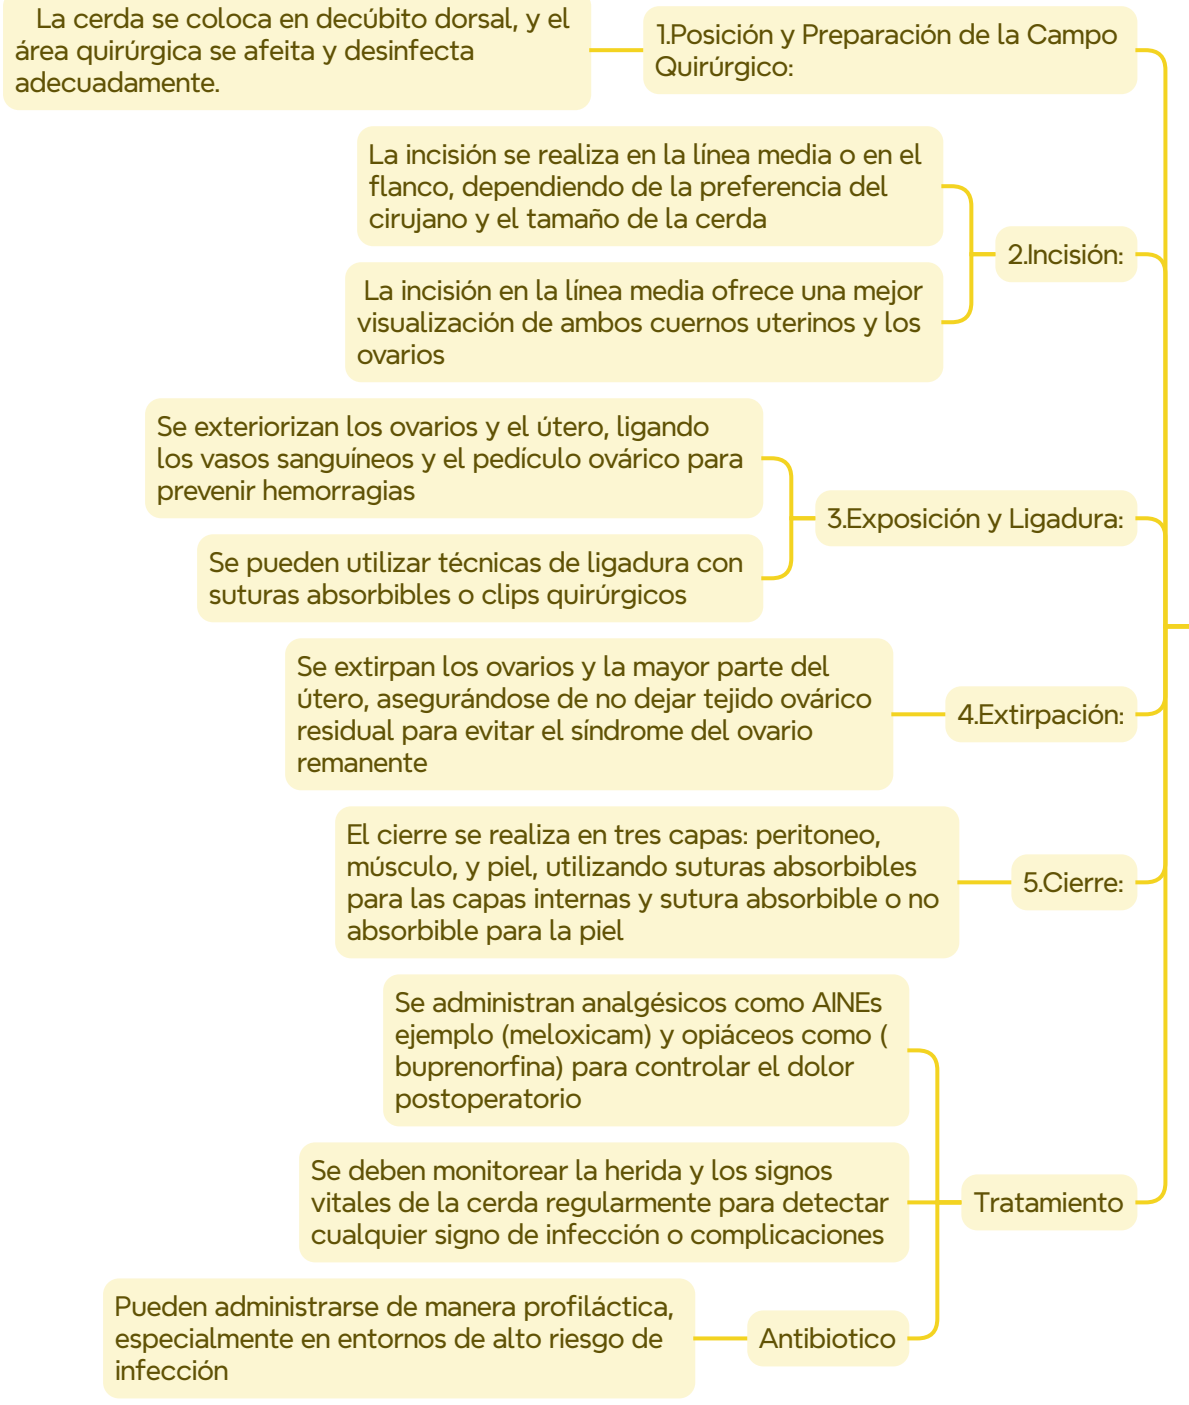 La cerda se coloca en decúbito dorsal, y el
área quirúrgica se afeita y desinfecta
adecuadamente.
1.Posición y Preparación de la Campo
Quirúrgico:
La incisión se realiza en la línea media o en el
flanco, dependiendo de la preferencia del
cirujano y el tamaño de la cerda
La incisión en la línea media ofrece una mejor
visualización de ambos cuernos uterinos y los
ovarios
2.Incisión:
Se exteriorizan los ovarios y el útero, ligando
los vasos sanguíneos y el pedículo ovárico para
prevenir hemorragias
Se pueden utilizar técnicas de ligadura con
suturas absorbibles o clips quirúrgicos
3.Exposición y Ligadura:
Se extirpan los ovarios y la mayor parte del
útero, asegurándose de no dejar tejido ovárico
residual para evitar el síndrome del ovario
remanente
4.Extirpación:
El cierre se realiza en tres capas: peritoneo,
músculo, y piel, utilizando suturas absorbibles
para las capas internas y sutura absorbible o no
absorbible para la piel
5.Cierre:
Se administran analgésicos como AINEs
ejemplo (meloxicam) y opiáceos como (
buprenorfina) para controlar el dolor
postoperatorio
Se deben monitorear la herida y los signos
vitales de la cerda regularmente para detectar
cualquier signo de infección o complicaciones
Tratamiento
Pueden administrarse de manera profiláctica,
especialmente en entornos de alto riesgo de
infección
Antibiotico